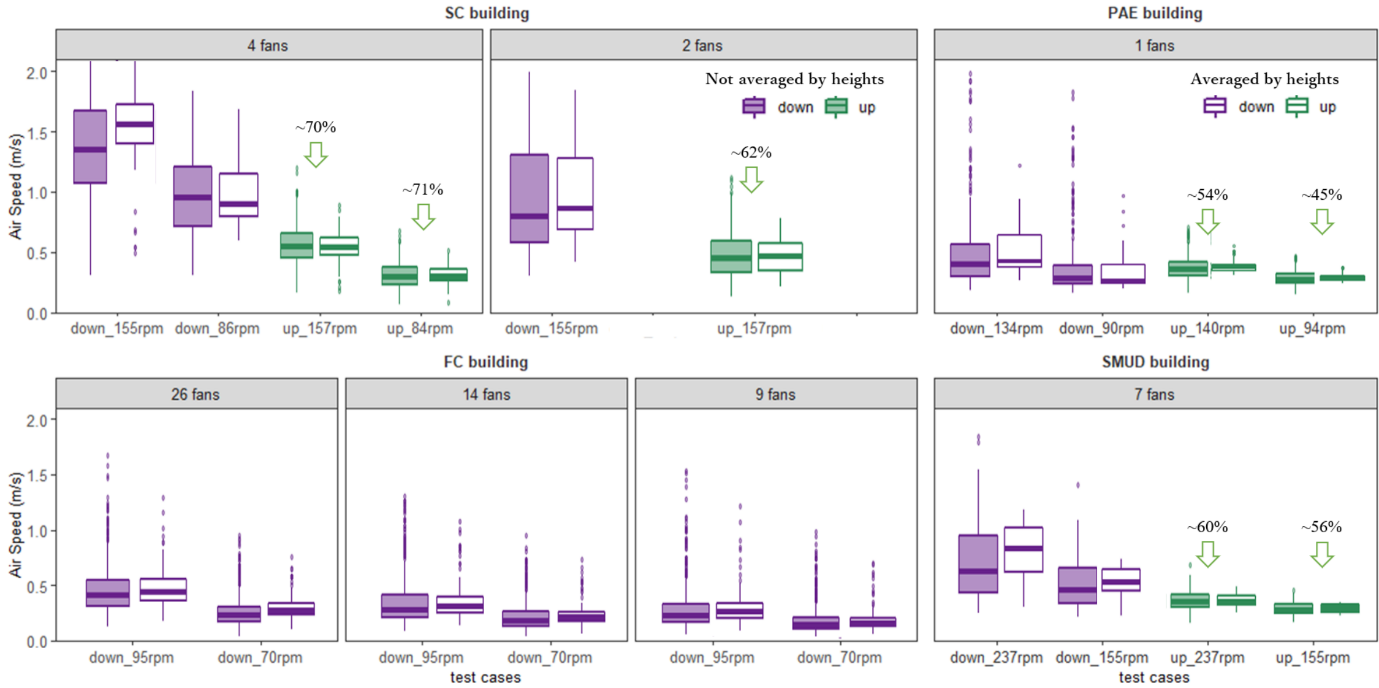 SC building
PAE building
4 fans
2 fans
1 fans
Not averaged by heights
down
up
Averaged by heights
down
up
Air Speed (m/s)
2.0
1.5
1.0
0.5
0.0
~70%
~71%
~62%
~54%
~45%
down_155rpm
down_86rpm
up_157rpm
up_84rpm
down_155rpm
up_157rpm
down_134rpm
down_90rpm
up_140rpm
up_94rpm
FC building
SMUD building
26 fans
14 fans
9 fans
7 fans
Air Speed (m/s)
2.0
1.5
1.0
0.5
0.0
~60%
~56%
down_95rpm
down_70rpm
down_95rpm
down_70rpm
down_95rpm
down_70rpm
down_237rpm
down_155rpm
up_237rpm
up_155rpm
test cases
test cases